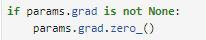 if params.grad is not None:
    params.grad.zero_()